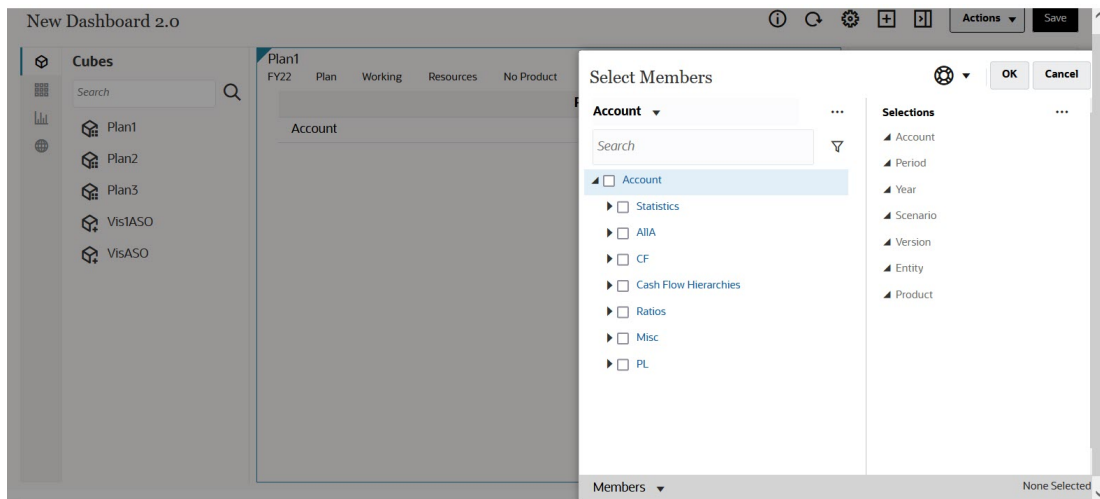 New Dashboard 2.0
Actions
Save
Cubes
Search
Plan1
Plan2
Plan3
Vis1ASO
VisASO
Plan1
FY22 Plan Working Resources No Product
Account
Select Members
OK
Cancel
Account
Search
Account
Statistics
AllA
CF
Cash Flow Hierarchies
Ratios
Misc
PL
Selections
Account
Period
Year
Scenario
Version
Entity
Product
Members
None Selected